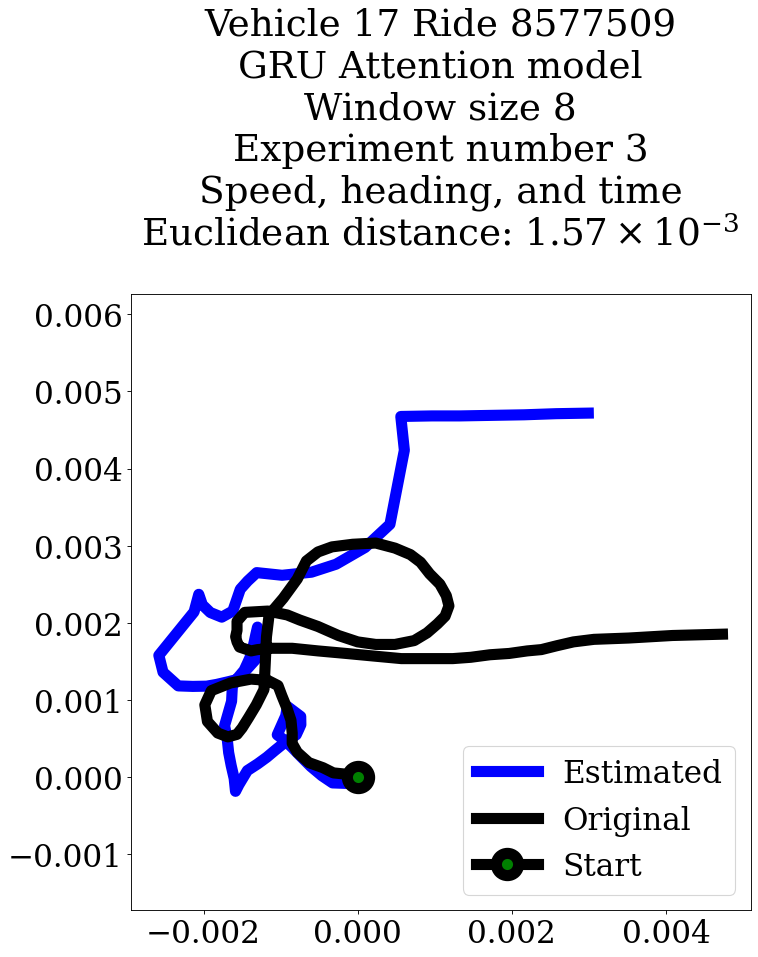 Vehicle 17 Ride 8577509
GRU Attention model
Window size 8
Experiment number 3
Speed, heading, and time
Euclidean distance: 1.57 × 10⁻³
0.006
0.005
0.004
0.003
0.002
0.001
0.000
−0.001
Estimated
Original
Start
−0.002 0.000 0.002 0.004